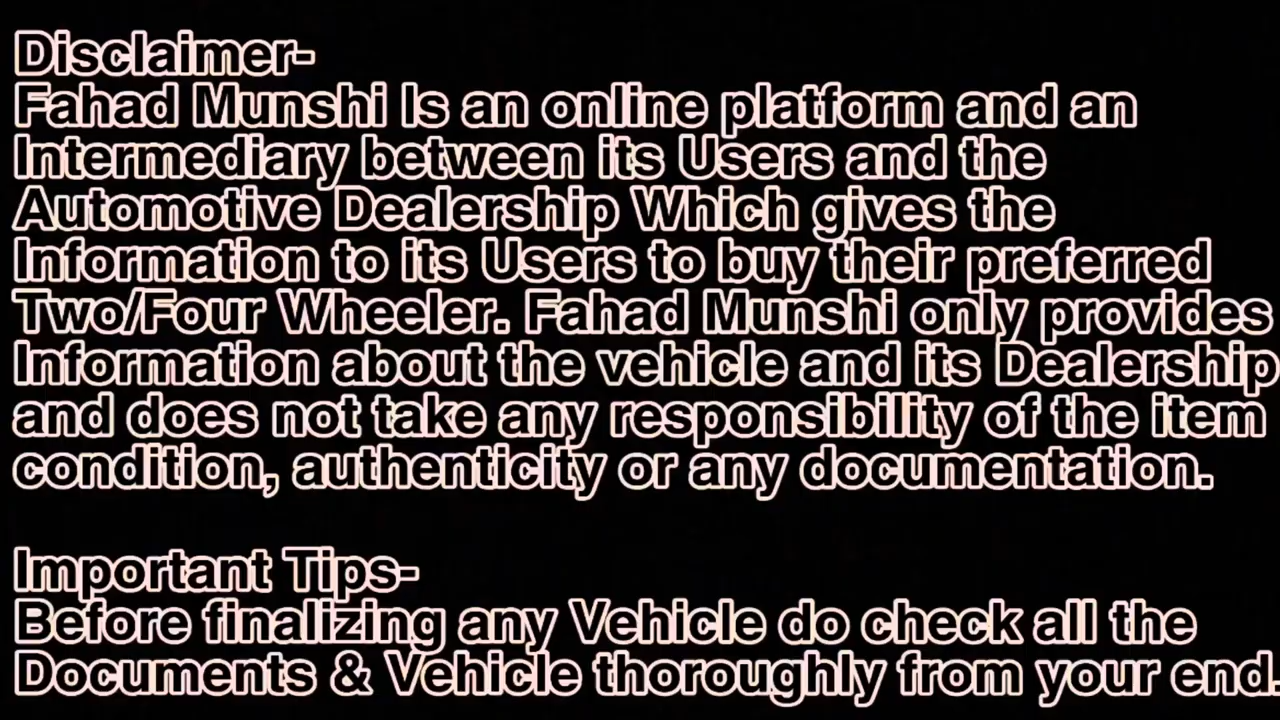 Disclaimer-
Fahad Munshi Is an online platform and an
Intermediary between its Users and the
Automotive Dealership Which gives the
Information to its Users to buy their preferred
Two/Four Wheeler. Fahad Munshi only provides
Information about the vehicle and its Dealership
and does not take any responsibility of the item
condition, authenticity or any documentation.
Important Tips-
Before finalizing any Vehicle do check all the
Documents & Vehicle thoroughly from your end.